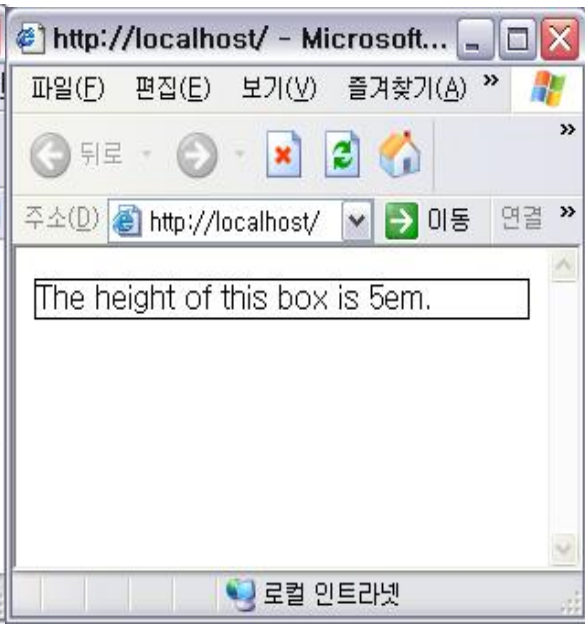 http://localhost/ - Microsoft...
파일(F) 편집(E) 보기(V) 즐겨찾기(A) »
뒤로 »
주소(D) http://localhost/ 이동 연결 »
The height of this box is 5em.
로컬 인트라넷